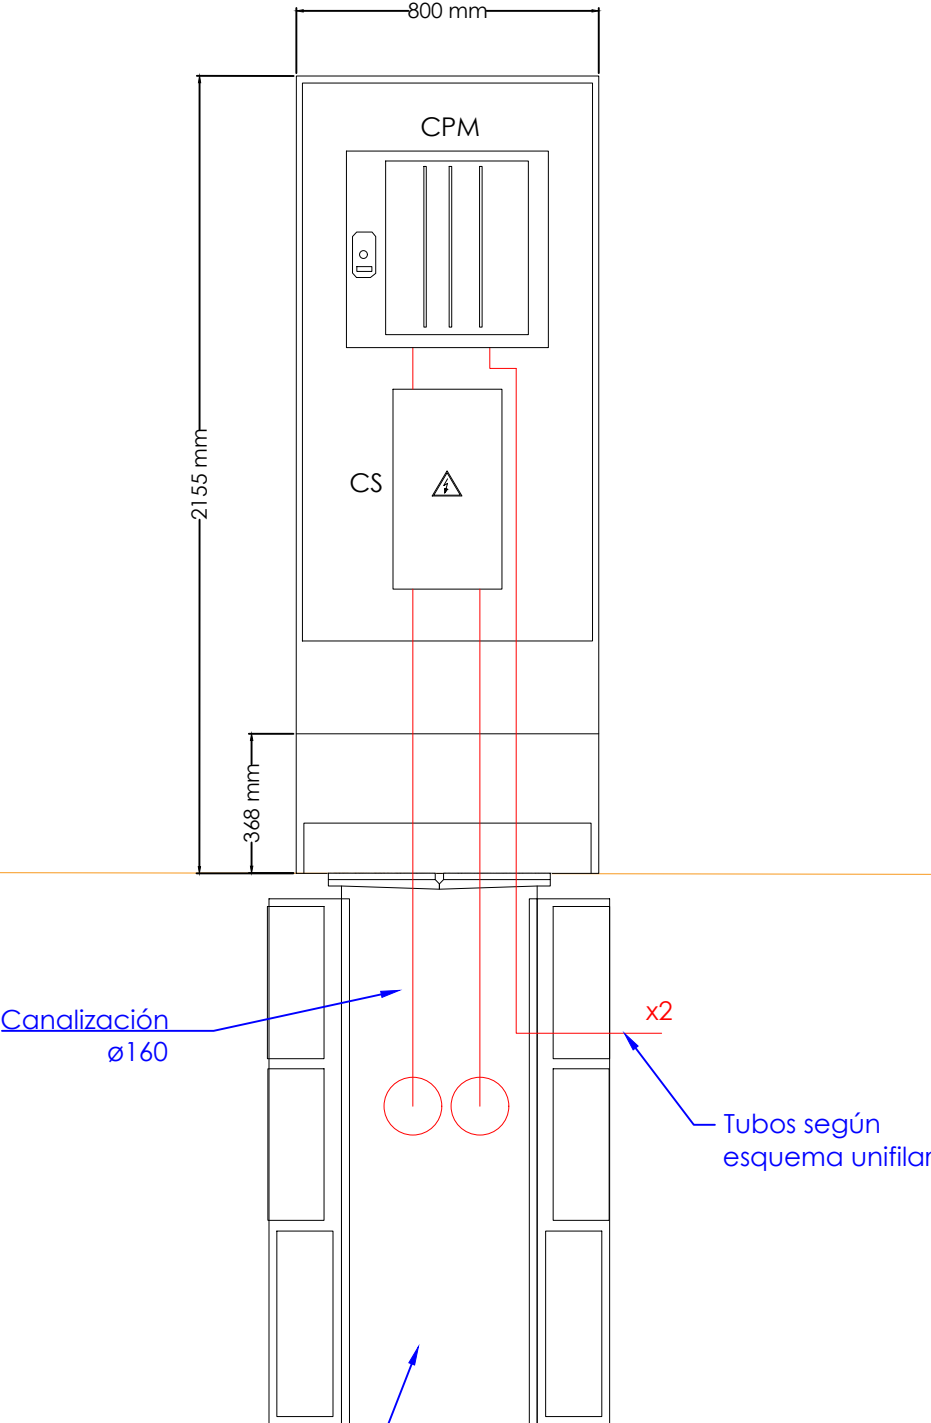 800 mm
CPM
2155 mm
CS
368 mm
Canalización
ø160
x2
Tubos según
esquema unifilar